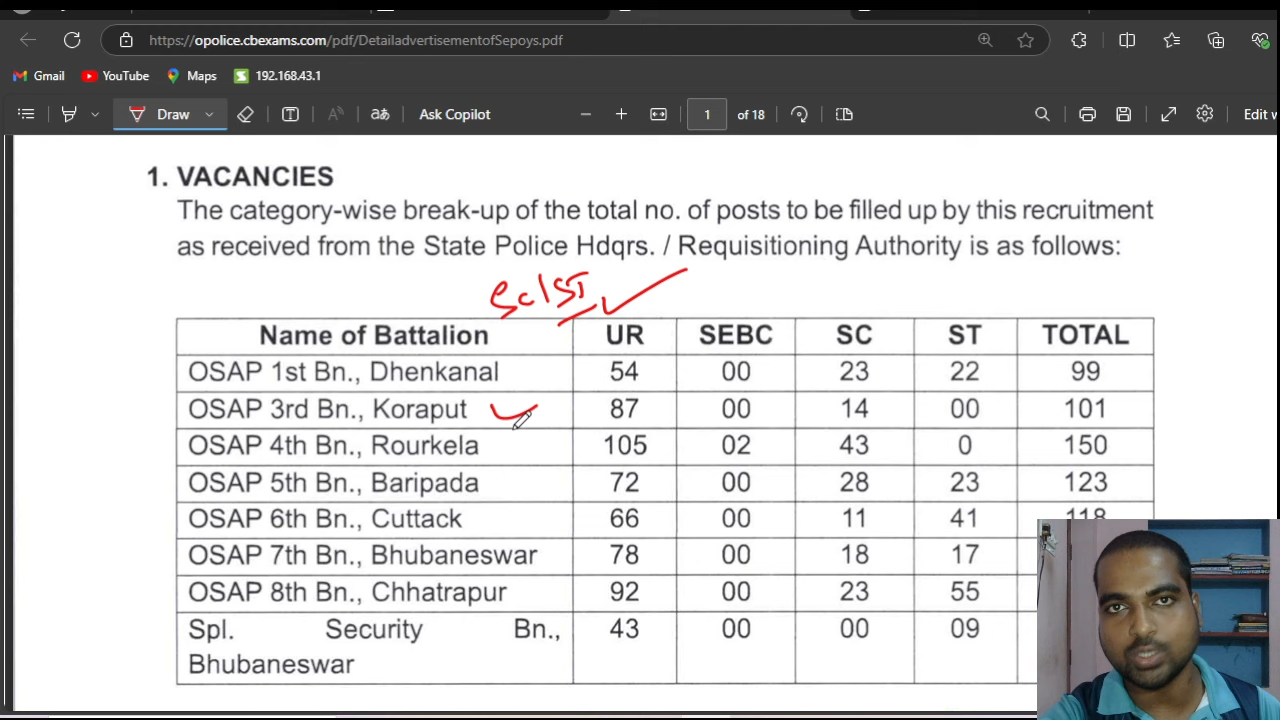 https://opolice.cbexams.com/pdf/DetailadvertisementofSepoys.pdf
Gmail YouTube Maps 192.168.43.1
Draw aあ Ask Copilot 1 of 18 Edit
1. VACANCIES
The category-wise break-up of the total no. of posts to be filled up by this recruitment
as received from the State Police Hdqrs. / Requisitioning Authority is as follows:
SC/ST
Name of Battalion UR SEBC SC ST TOTAL
OSAP 1st Bn., Dhenkanal 54 00 23 22 99
OSAP 3rd Bn., Koraput 87 00 14 00 101
OSAP 4th Bn., Rourkela 105 02 43 0 150
OSAP 5th Bn., Baripada 72 00 28 23 123
OSAP 6th Bn., Cuttack 66 00 11 41 118
OSAP 7th Bn., Bhubaneswar 78 00 18 17
OSAP 8th Bn., Chhatrapur 92 00 23 55
Spl. Security Bn., 43 00 00 09
Bhubaneswar